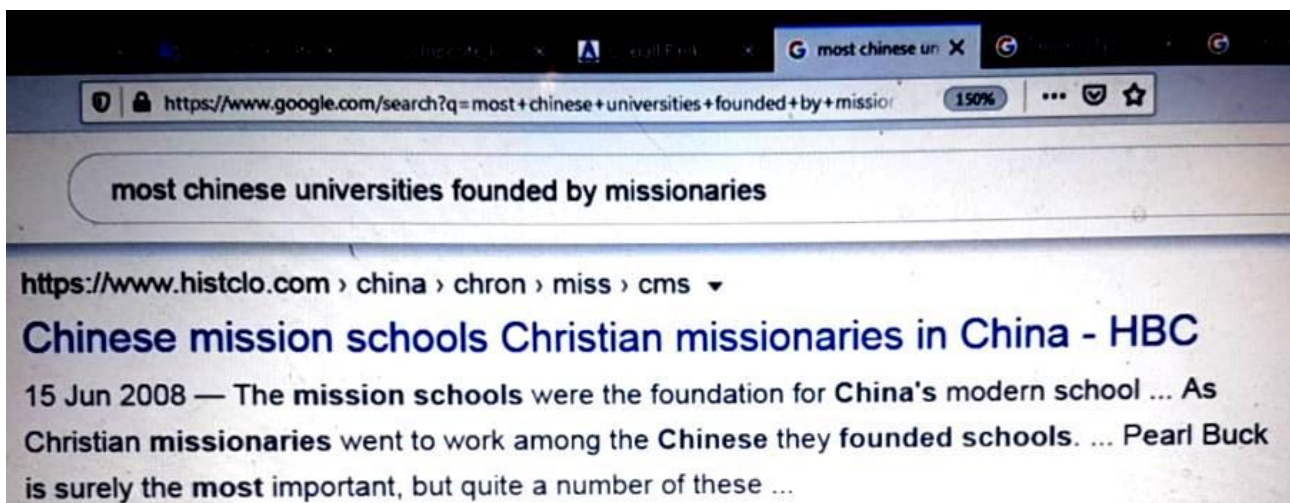 most chinese un
https://www.google.com/search?q=most+chinese+universities+founded+by+mission
150%
most chinese universities founded by missionaries
https://www.histclo.com › china › chron › miss › cms
Chinese mission schools Christian missionaries in China - HBC
15 Jun 2008 — The mission schools were the foundation for China's modern school ... As
Christian missionaries went to work among the Chinese they founded schools. ... Pearl Buck
is surely the most important, but quite a number of these ...